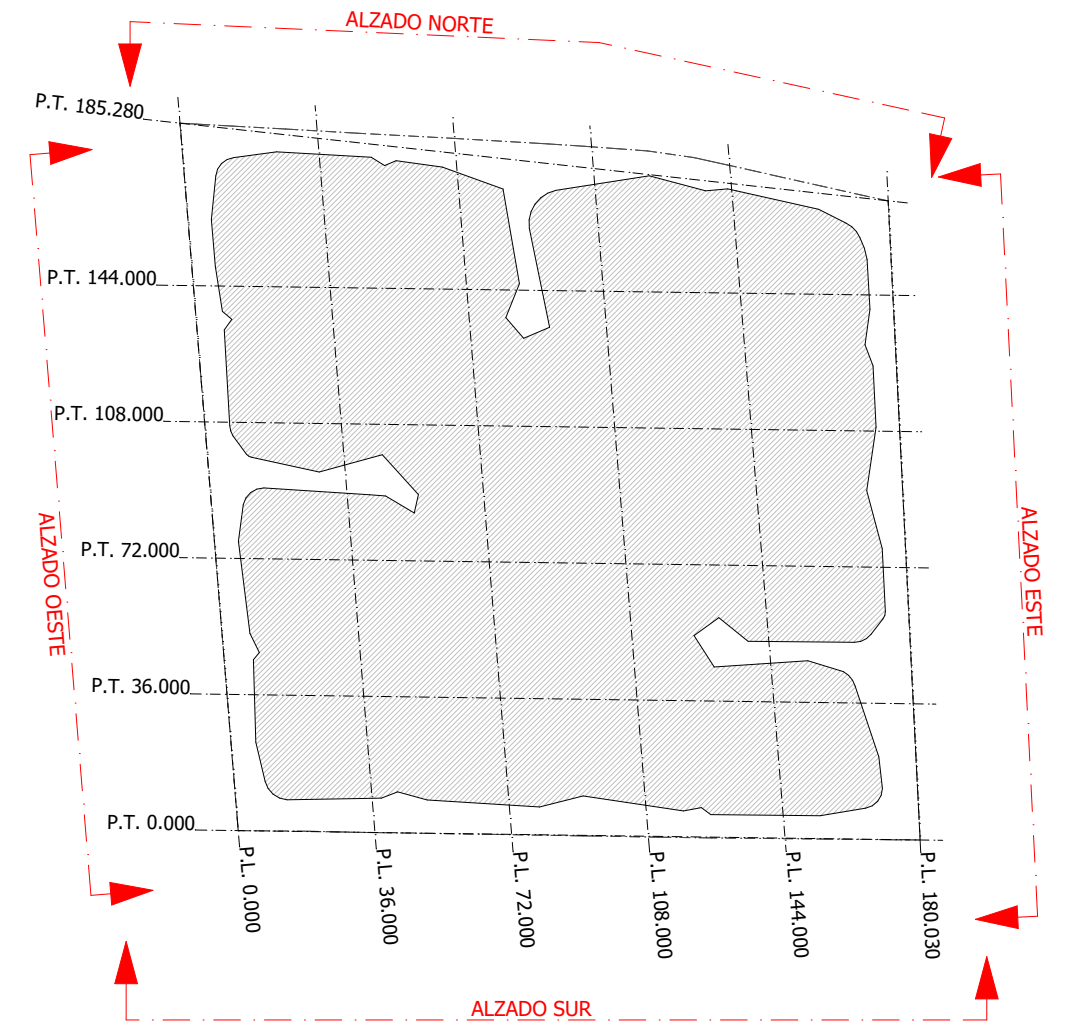 ALZADO NORTE
P.T. 185.280
P.T. 144.000
P.T. 108.000
P.T. 72.000
P.T. 36.000
P.T. 0.000
ALZADO OESTE
ALZADO ESTE
P.L. 0.000
P.L. 36.000
P.L. 72.000
P.L. 108.000
P.L. 144.000
P.L. 180.030
ALZADO SUR